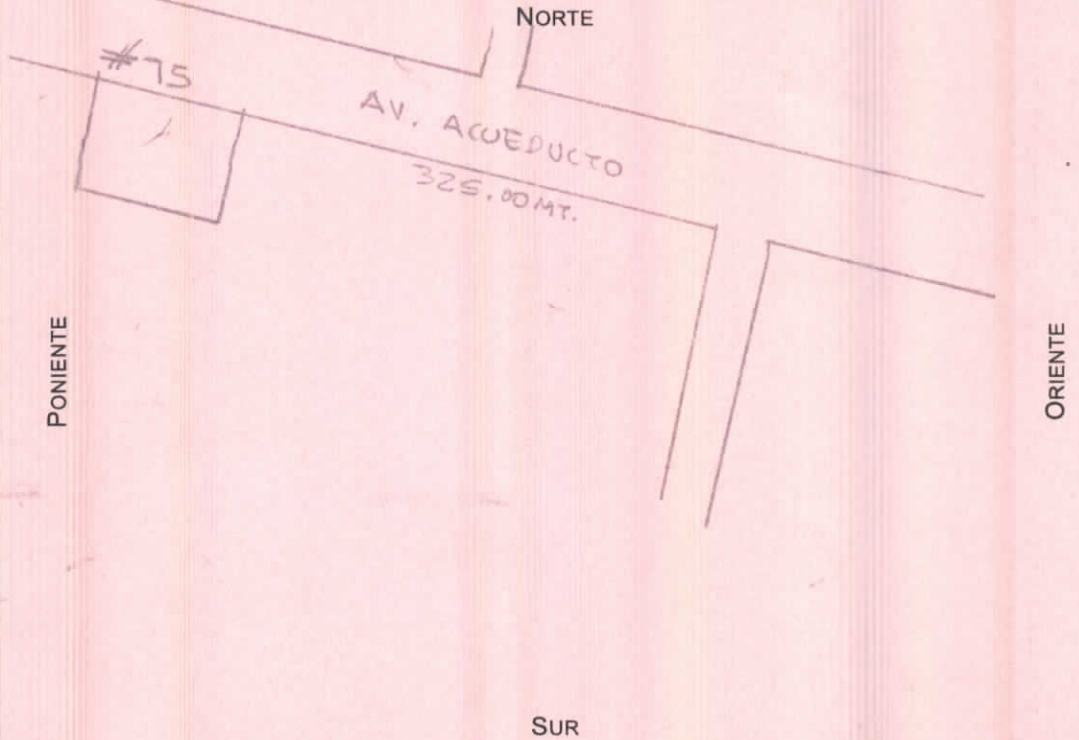 NORTE
#75
AV. ACUEDUCTO
325.00 MT.
PONIENTE
ORIENTE
SUR